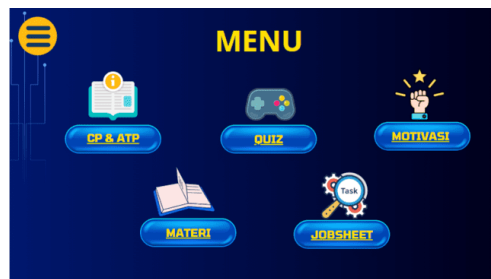 MENU
CP & ATP
QUIZ
MOTIVASI
Task
MATERI
JOBSHEET